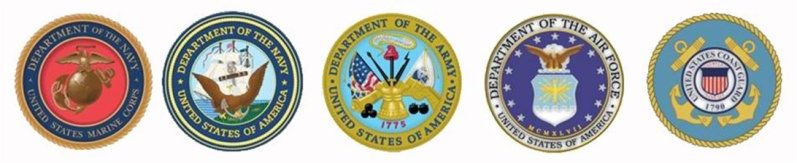 DEPARTMENT OF THE NAVY
UNITED STATES MARINE CORPS
DEPARTMENT OF THE NAVY
UNITED STATES OF AMERICA
DEPARTMENT OF THE ARMY
1775
UNITED STATES OF AMERICA
DEPARTMENT OF THE AIR FORCE
MCMXLVII
UNITED STATES OF AMERICA
UNITED STATES COAST GUARD
1790